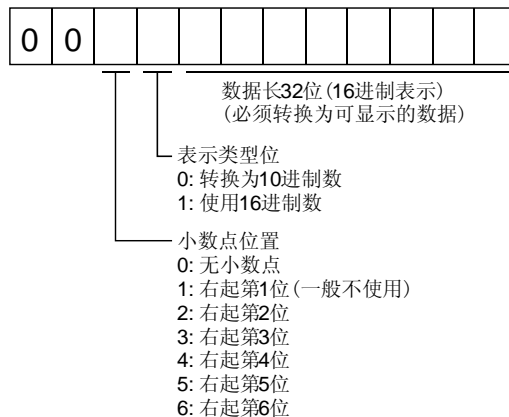 0 0
数据长32位(16进制表示)
(必须转换为可显示的数据)
表示类型位
0: 转换为10进制数
1: 使用16进制数
小数点位置
0: 无小数点
1: 右起第1位(一般不使用)
2: 右起第2位
3: 右起第3位
4: 右起第4位
5: 右起第5位
6: 右起第6位